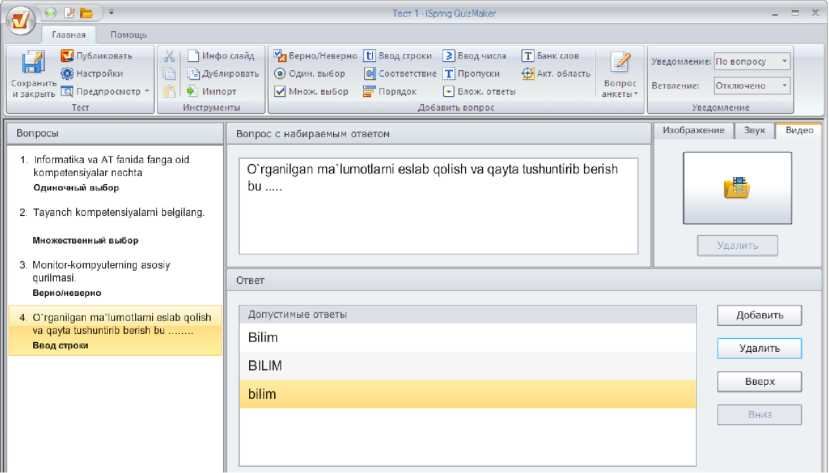 Тест 1 - iSpring QuizMaker
Главная Помощь
Сохранить и закрыть
Публиковать
Настройки
Предпросмотр
Тест
Инфо слайд
Дублировать
Импорт
Инструменты
Верно/Неверно
Один. выбор
Множ. выбор
Ввод строки
Соответствие
Порядок
Ввод числа
Пропуски
Влож. ответы
Банк слов
Акт. область
Вопрос анкеты
Добавить вопрос
Уведомление: По вопросу
Ветвление: Отключено
Уведомление
Вопросы
1. Informatika va AT fanida fanga oid
kompetensiyalar nechta
Одиночный выбор
2. Tayanch kompetensiyalarni belgilang.
Множественный выбор
3. Monitor-kompyuterning asosiy
qurilmasi.
Верно/неверно
4. O`rganilgan ma`lumotlarni eslab qolish
va qayta tushuntirib berish bu ........
Ввод строки
Вопрос с набираемым ответом
O`rganilgan ma`lumotlarni eslab qolish va qayta tushuntirib berish
bu .....
Изображение Звук Видео
Удалить
Ответ
Допустимые ответы
Bilim
BILIM
bilim
Добавить
Удалить
Вверх
Вниз